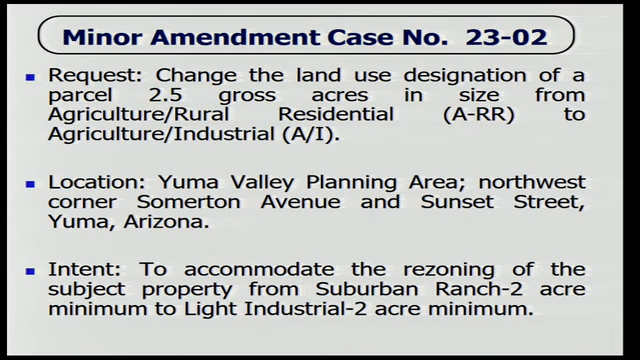 Minor Amendment Case No. 23-02
Request: Change the land use designation of a
parcel 2.5 gross acres in size from
Agriculture/Rural Residential (A-RR) to
Agriculture/Industrial (A/I).
Location: Yuma Valley Planning Area; northwest
corner Somerton Avenue and Sunset Street,
Yuma, Arizona.
Intent: To accommodate the rezoning of the
subject property from Suburban Ranch-2 acre
minimum to Light Industrial-2 acre minimum.